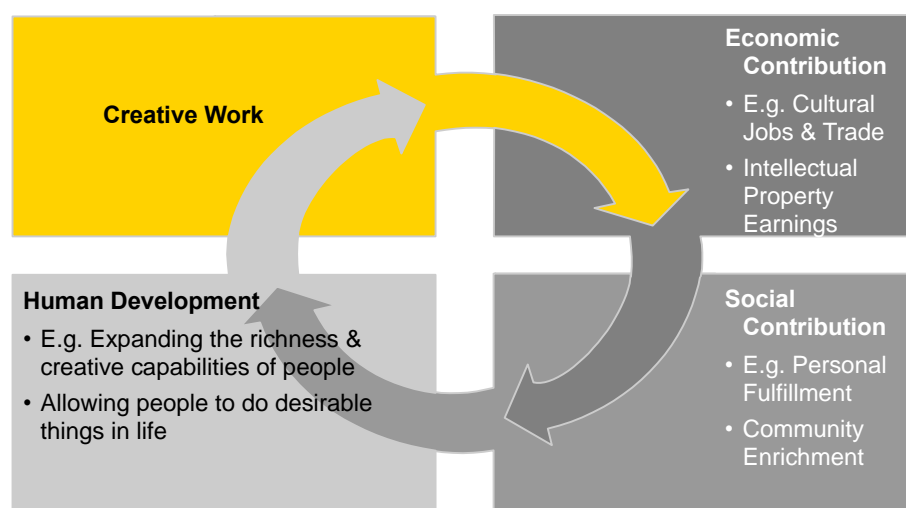 Creative Work
Economic
Contribution
• E.g. Cultural
Jobs & Trade
• Intellectual
Property
Earnings
Human Development
• E.g. Expanding the richness &
creative capabilities of people
• Allowing people to do desirable
things in life
Social
Contribution
• E.g. Personal
Fulfillment
• Community
Enrichment